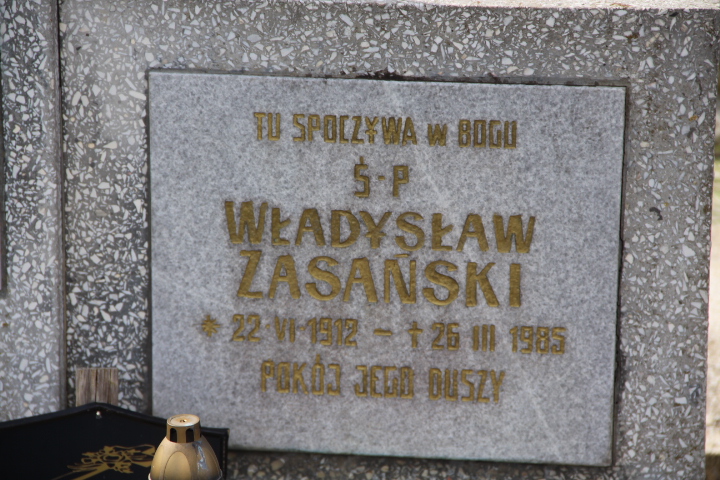 TU SPOCZYWA W BOGU
Ś·P
WŁADYSŁAW
ZASAŃSKI
* 22·VI·1912 – † 26 III 1985
POKÓJ JEGO DUSZY